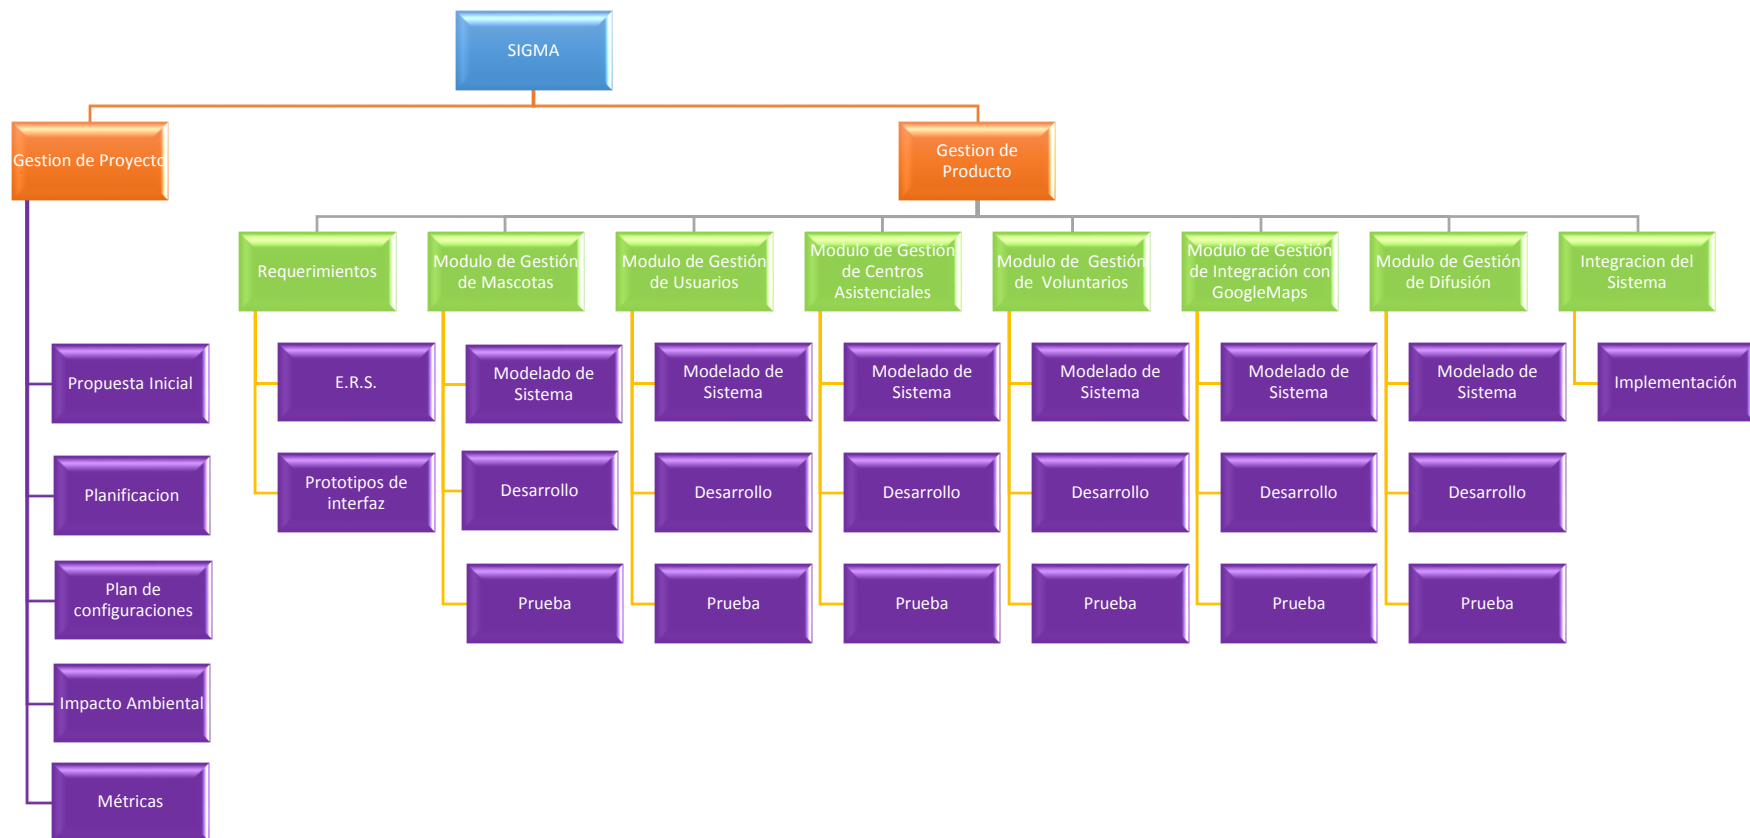 SIGMA
Gestion de Proyecto
Gestion de
Producto
Requerimientos
Modulo de Gestión
de Mascotas
Modulo de Gestión
de Usuarios
Modulo de Gestión
de Centros
Asistenciales
Modulo de  Gestión
de  Voluntarios
Modulo de Gestión
de Integración con
GoogleMaps
Modulo de Gestión
de Difusión
Integracion del
Sistema
Propuesta Inicial
Planificacion
Plan de
configuraciones
Impacto Ambiental
Métricas
E.R.S.
Prototipos de
interfaz
Modelado de
Sistema
Desarrollo
Prueba
Modelado de
Sistema
Desarrollo
Prueba
Modelado de
Sistema
Desarrollo
Prueba
Modelado de
Sistema
Desarrollo
Prueba
Modelado de
Sistema
Desarrollo
Prueba
Modelado de
Sistema
Desarrollo
Prueba
Implementación